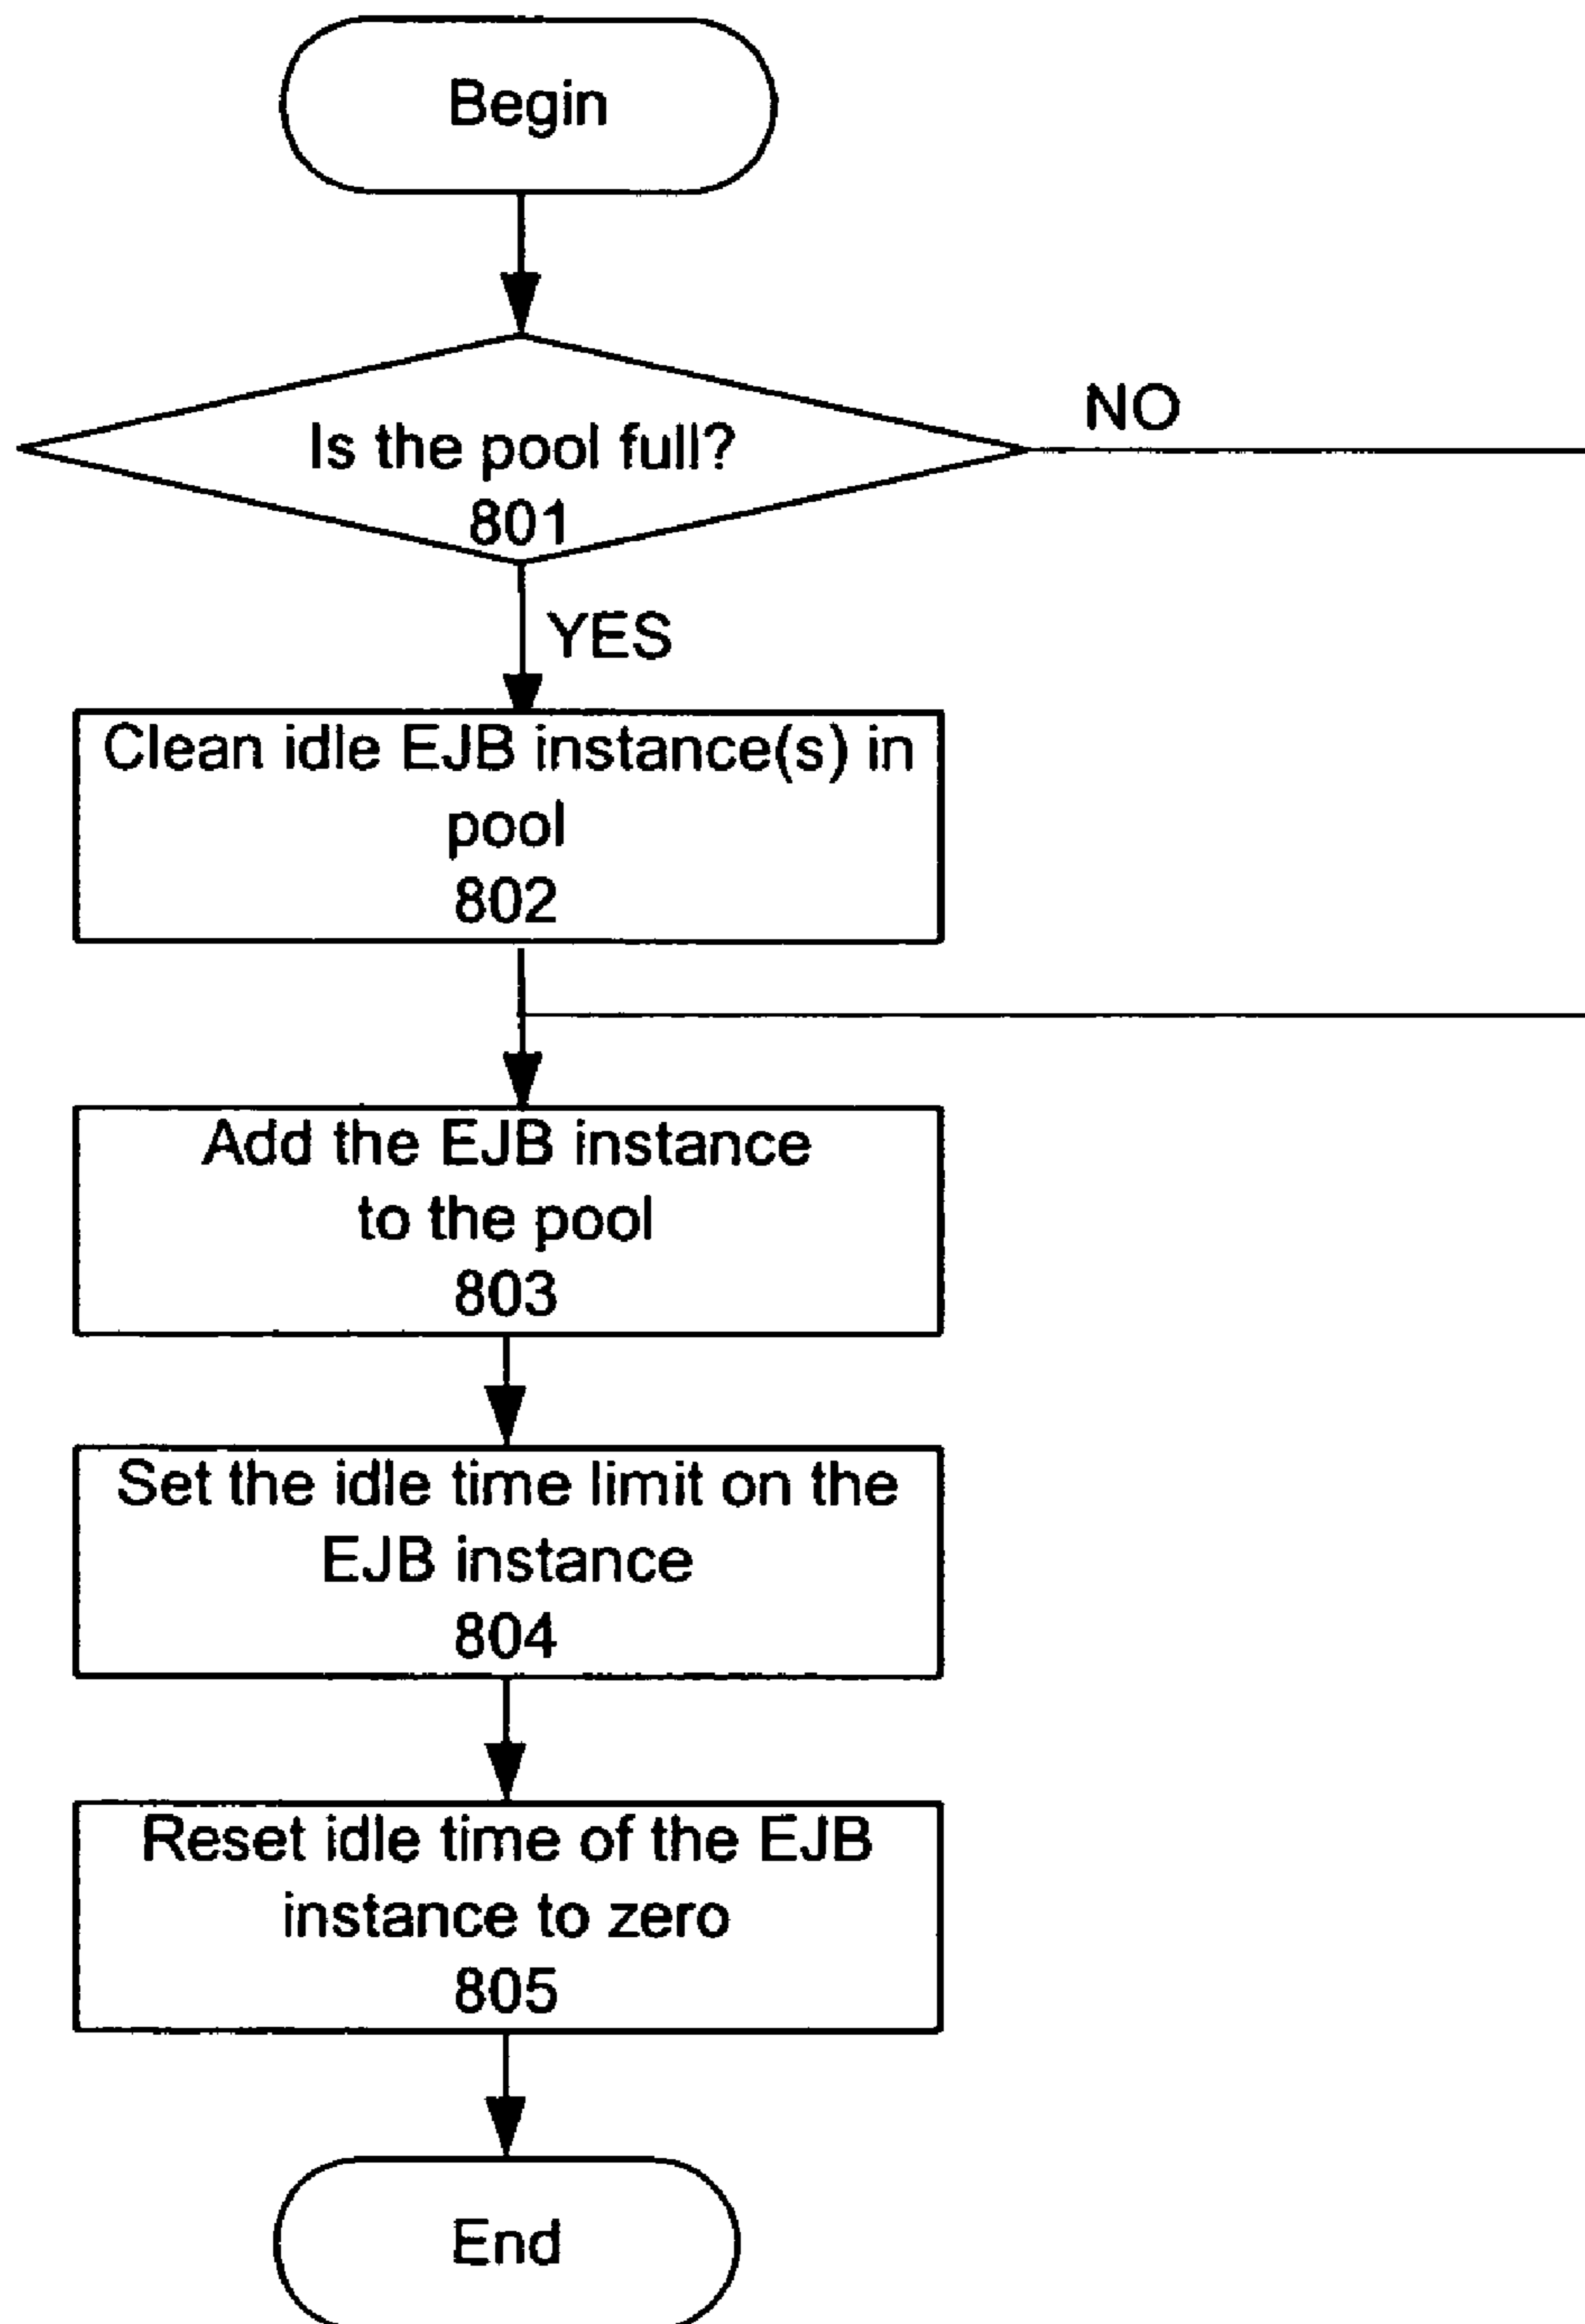 Begin
Is the pool full?
801
NO
YES
Clean idle EJB instance(s) in
pool
802
Add the EJB instance
to the pool
803
Set the idle time limit on the
EJB instance
804
Reset idle time of the EJB
instance to zero
805
End